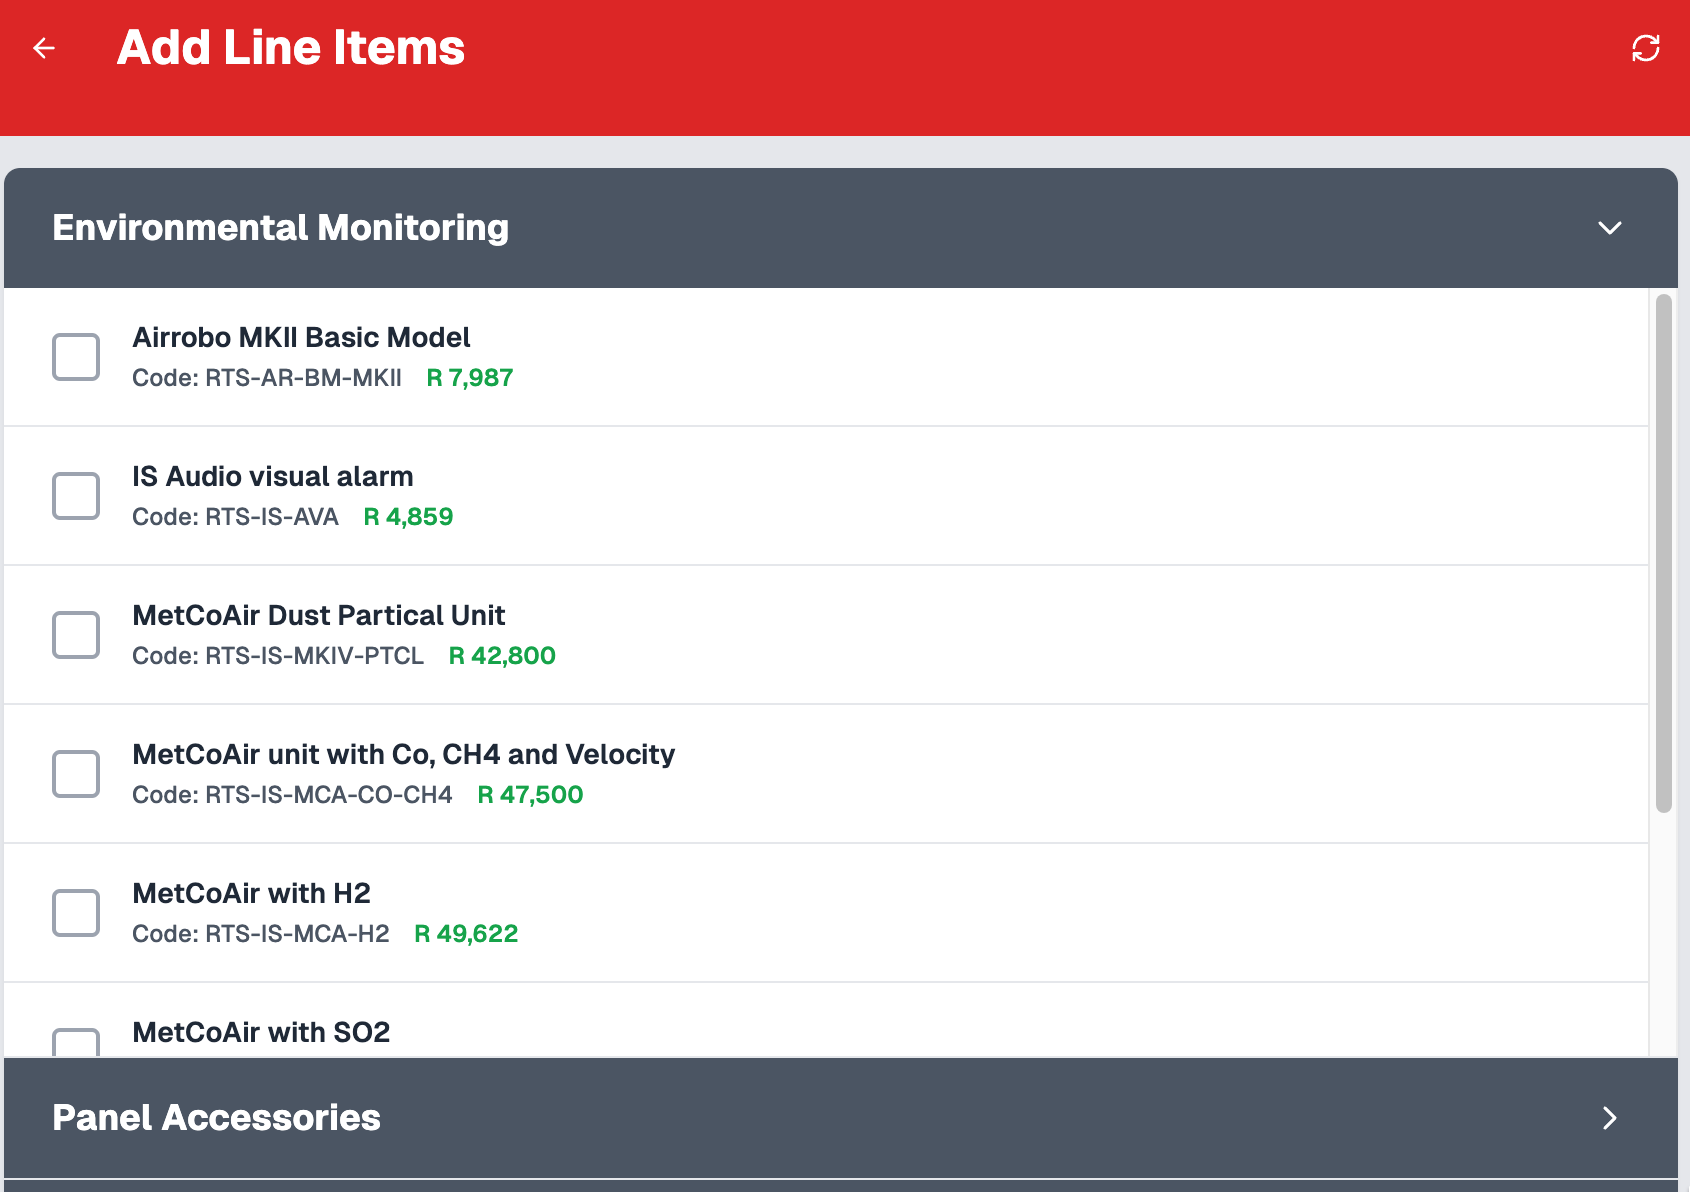 Add Line Items
Environmental Monitoring
Airrobo MKII Basic Model
Code: RTS-AR-BM-MKII R 7,987
IS Audio visual alarm
Code: RTS-IS-AVA R 4,859
MetCoAir Dust Partical Unit
Code: RTS-IS-MKIV-PTCL R 42,800
MetCoAir unit with Co, CH4 and Velocity
Code: RTS-IS-MCA-CO-CH4 R 47,500
MetCoAir with H2
Code: RTS-IS-MCA-H2 R 49,622
MetCoAir with SO2
Panel Accessories